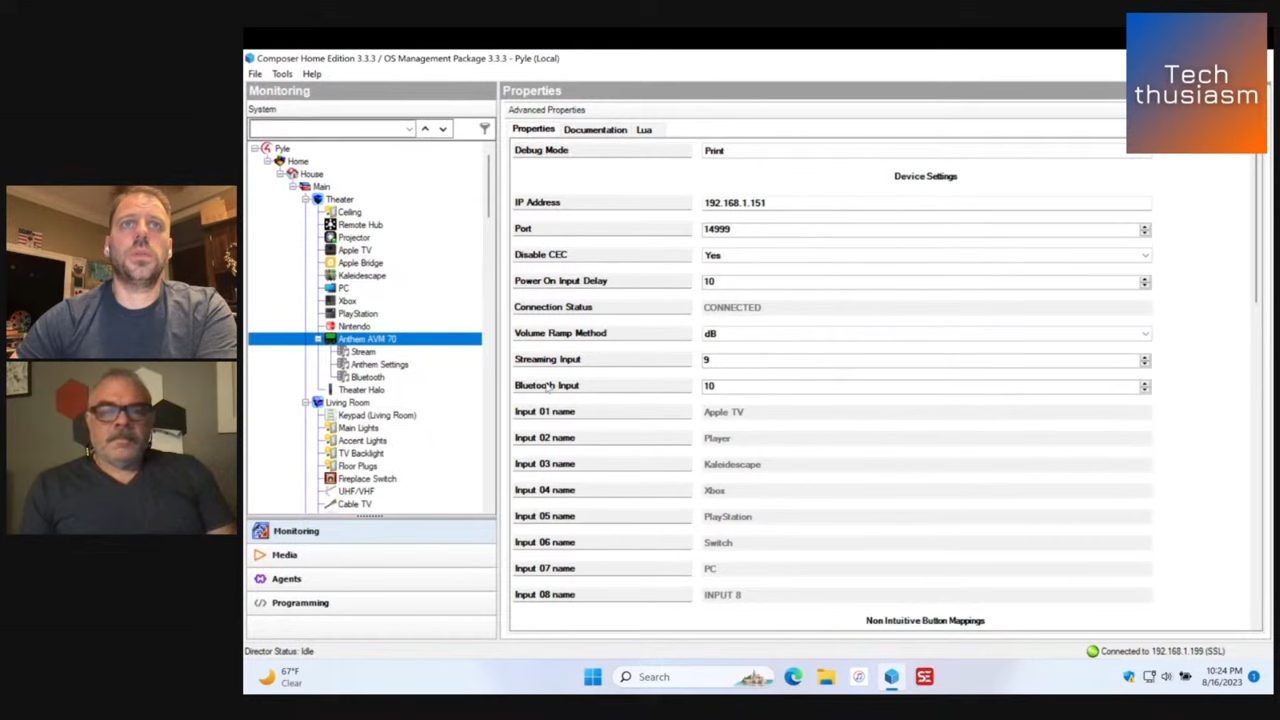 Tech
thusiasm
Composer Home Edition 3.3.3 / OS Management Package 3.3.3 - Pyle (Local)
File Tools Help
Monitoring
System
Pyle
Home
House
Main
Theater
Ceiling
Remote Hub
Projector
Apple TV
Apple Bridge
Kaleidescape
PC
Xbox
PlayStation
Nintendo
Anthem AVM 70
Stream
Anthem Settings
Bluetooth
Theater Halo
Living Room
Keypad (Living Room)
Main Lights
Accent Lights
TV Backlight
Floor Plugs
Fireplace Switch
UHF/VHF
Cable TV
Monitoring
Media
Agents
Programming
Properties
Advanced Properties
Properties Documentation Lua
Debug Mode Print
Device Settings
IP Address 192.168.1.151
Port 14999
Disable CEC Yes
Power On Input Delay 10
Connection Status CONNECTED
Volume Ramp Method dB
Streaming Input 9
Bluetooth Input 10
Input 01 name Apple TV
Input 02 name Player
Input 03 name Kaleidescape
Input 04 name Xbox
Input 05 name PlayStation
Input 06 name Switch
Input 07 name PC
Input 08 name INPUT 8
Non Intuitive Button Mappings
Director Status: Idle
Connected to 192.168.1.199 (SSL)
67°F
Clear
Search
SE
10:24 PM
8/16/2023
1